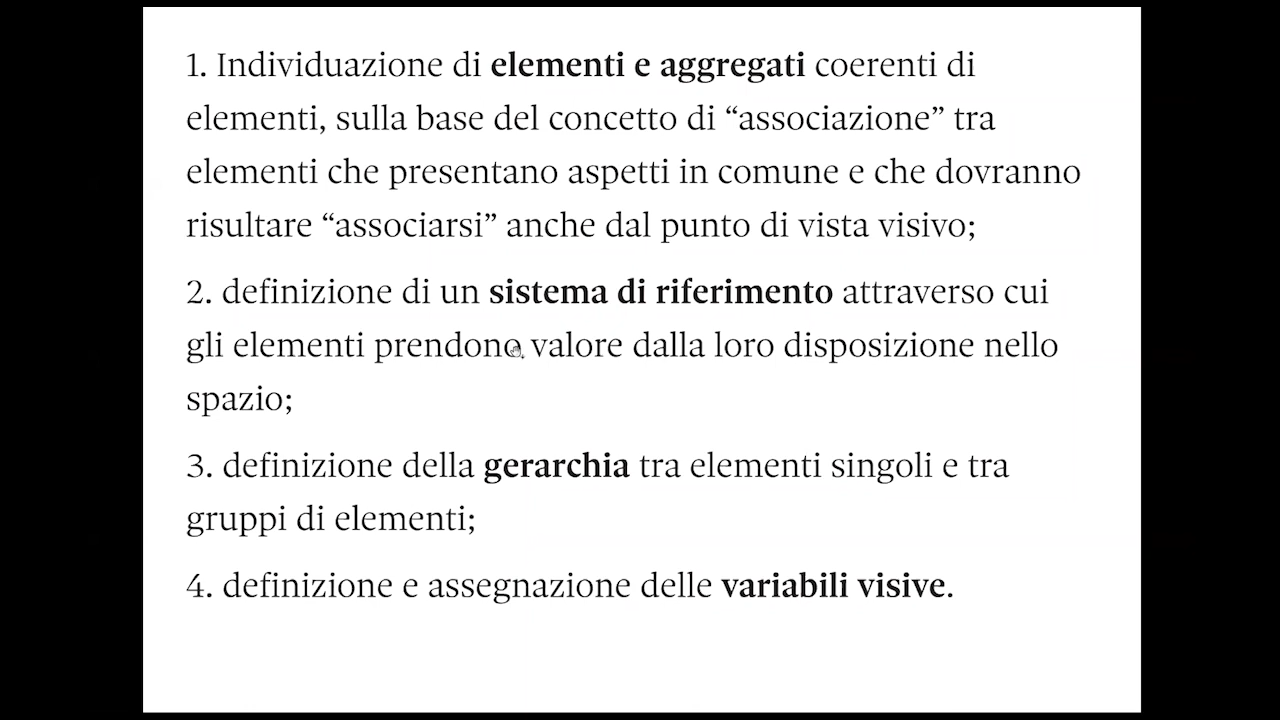 1. Individuazione di elementi e aggregati coerenti di
elementi, sulla base del concetto di “associazione” tra
elementi che presentano aspetti in comune e che dovranno
risultare “associarsi” anche dal punto di vista visivo;
2. definizione di un sistema di riferimento attraverso cui
gli elementi prendono valore dalla loro disposizione nello
spazio;
3. definizione della gerarchia tra elementi singoli e tra
gruppi di elementi;
4. definizione e assegnazione delle variabili visive.